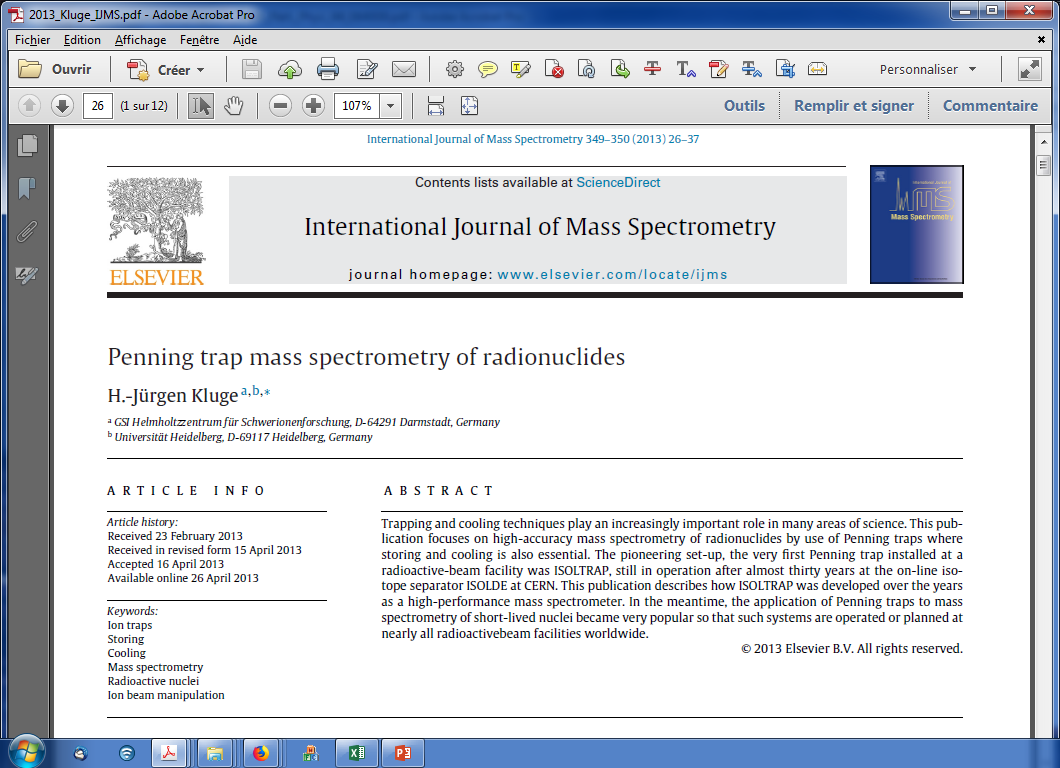 2013_Kluge_IJMS.pdf - Adobe Acrobat Pro
Fichier Edition Affichage Fenêtre Aide
Ouvrir Créer Personnaliser
26 (1 sur 12) 107% Outils Remplir et signer Commentaire
International Journal of Mass Spectrometry 349–350 (2013) 26–37
Contents lists available at ScienceDirect
International Journal of Mass Spectrometry
journal homepage: www.elsevier.com/locate/ijms
ELSEVIER
IMS
Mass Spectrometry
Penning trap mass spectrometry of radionuclides
H.-Jürgen Kluge a,b,*
a GSI Helmholtzzentrum für Schwerionenforschung, D-64291 Darmstadt, Germany
b Universität Heidelberg, D-69117 Heidelberg, Germany
ARTICLE INFO
Article history:
Received 23 February 2013
Received in revised form 15 April 2013
Accepted 16 April 2013
Available online 26 April 2013
Keywords:
Ion traps
Storing
Cooling
Mass spectrometry
Radioactive nuclei
Ion beam manipulation
ABSTRACT
Trapping and cooling techniques play an increasingly important role in many areas of science. This pub-
lication focuses on high-accuracy mass spectrometry of radionuclides by use of Penning traps where
storing and cooling is also essential. The pioneering set-up, the very first Penning trap installed at a
radioactive-beam facility was ISOLTRAP, still in operation after almost thirty years at the on-line iso-
tope separator ISOLDE at CERN. This publication describes how ISOLTRAP was developed over the years
as a high-performance mass spectrometer. In the meantime, the application of Penning traps to mass
spectrometry of short-lived nuclei became very popular so that such systems are operated or planned at
nearly all radioactivebeam facilities worldwide.
© 2013 Elsevier B.V. All rights reserved.